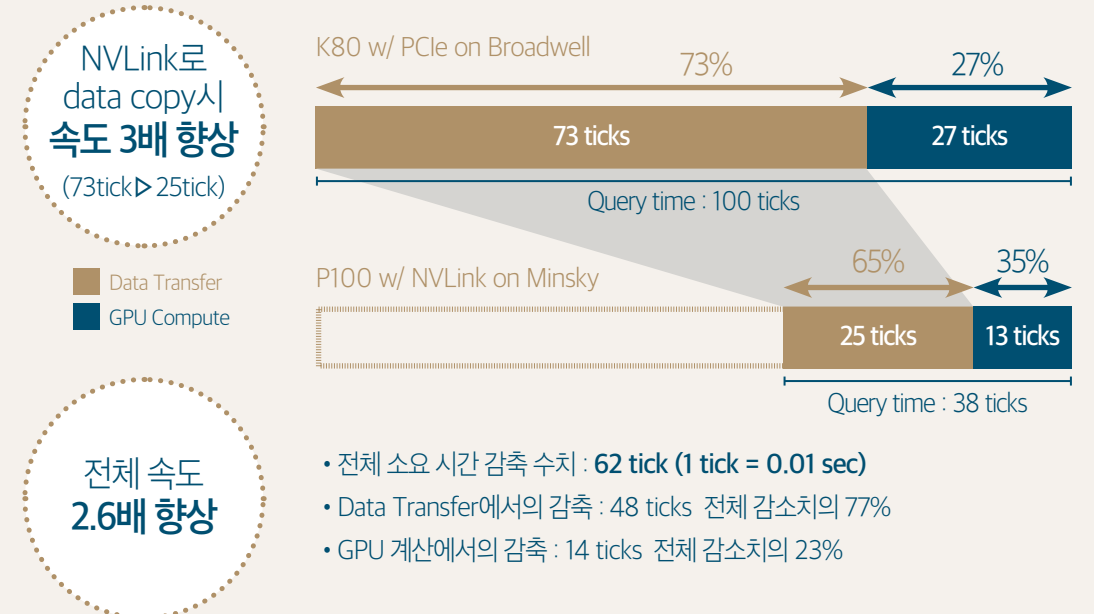 NVLink로
data copy시
속도 3배 향상
(73tick▷25tick)
Data Transfer
GPU Compute
K80 w/ PCIe on Broadwell
73%
27%
73 ticks
27 ticks
Query time : 100 ticks
P100 w/ NVLink on Minsky
65%
35%
25 ticks
13 ticks
Query time : 38 ticks
전체 속도
2.6배 향상
• 전체 소요 시간 감축 수치 : 62 tick (1 tick = 0.01 sec)
• Data Transfer에서의 감축 : 48 ticks 전체 감소치의 77%
• GPU 계산에서의 감축 : 14 ticks 전체 감소치의 23%